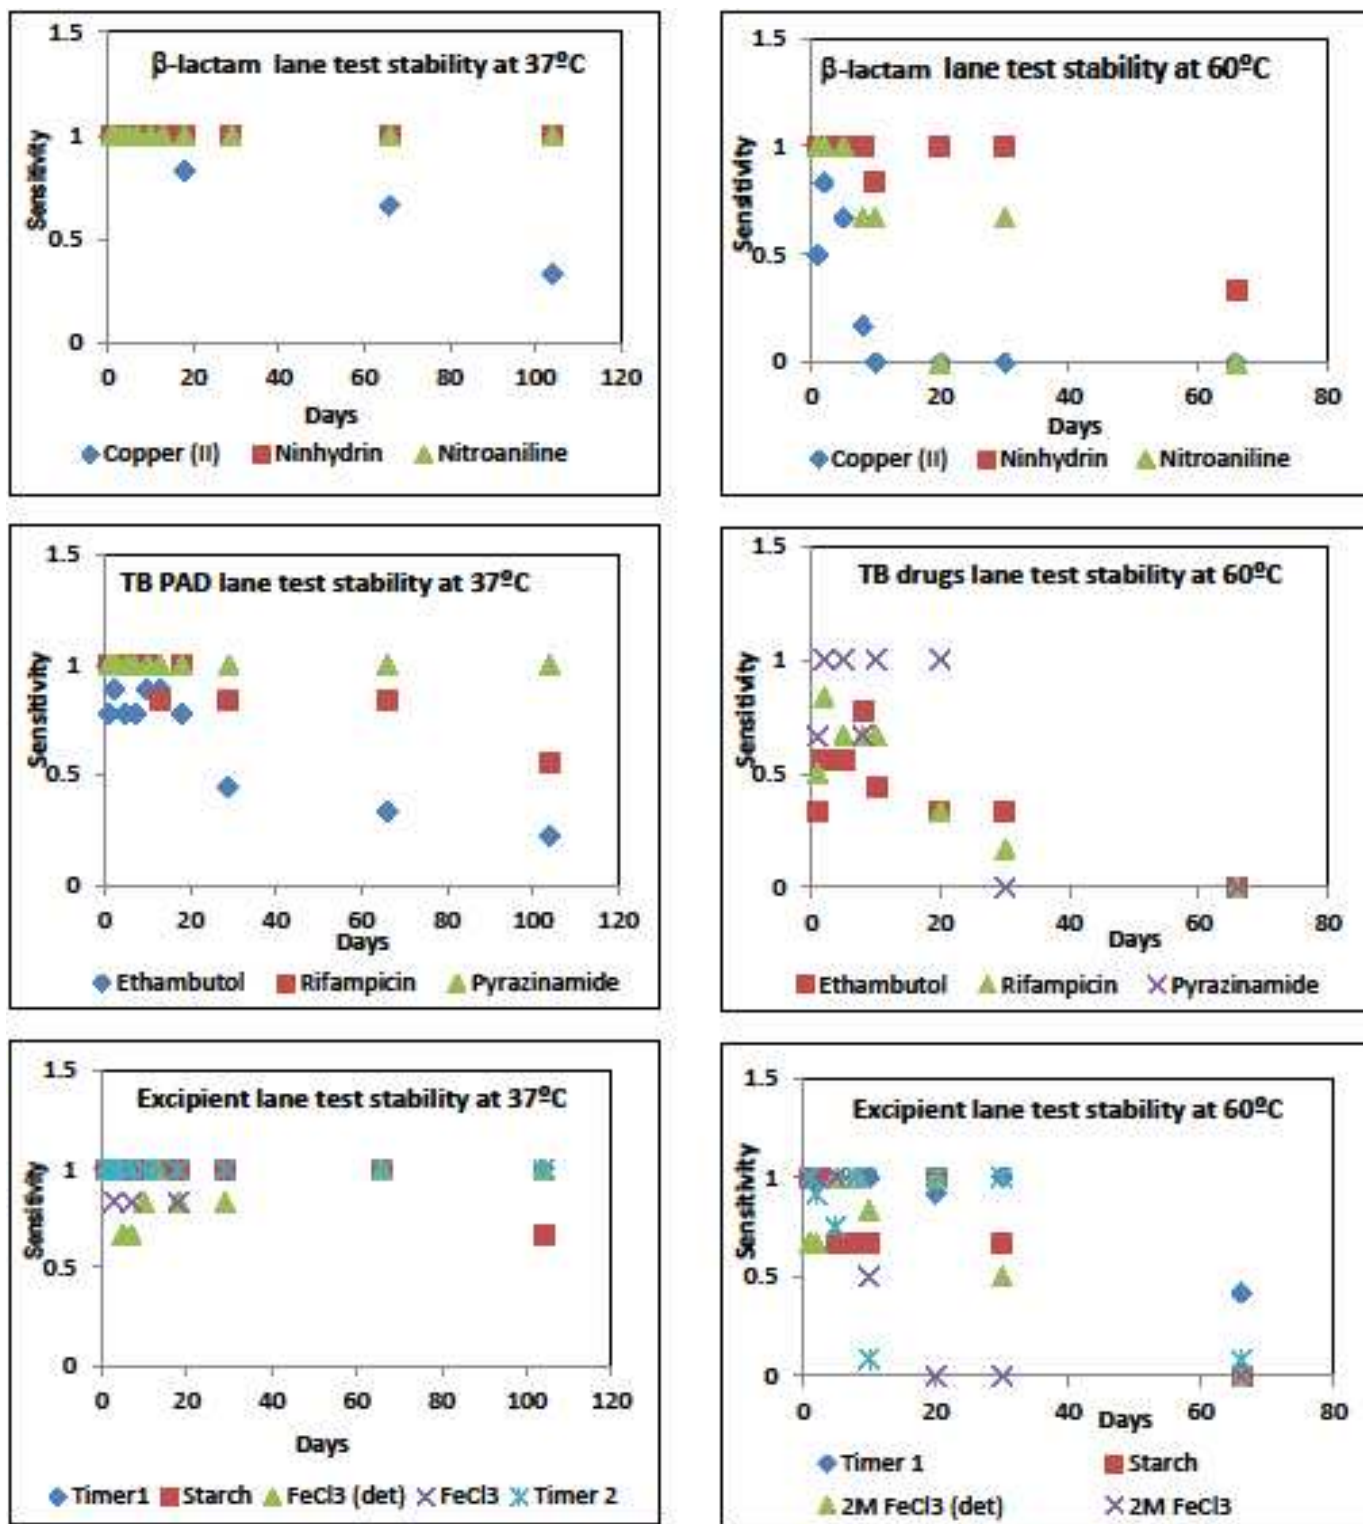 β-lactam lane test stability at 37ºC
1.5
1
0.5
0
Sensitivity
0 20 40 60 80 100 120
Days
Copper (II) Ninhydrin Nitroaniline
β-lactam lane test stability at 60ºC
1.5
1
0.5
0
Sensitivity
0 20 40 60 80
Days
Copper (II) Ninhydrin Nitroaniline
TB PAD lane test stability at 37ºC
1.5
1
0.5
0
Sensitivity
0 20 40 60 80 100 120
Days
Ethambutol Rifampicin Pyrazinamide
TB drugs lane test stability at 60ºC
1.5
1
0.5
0
Sensitivity
0 20 40 60 80
Days
Ethambutol Rifampicin Pyrazinamide
Excipient lane test stability at 37ºC
1.5
1
0.5
0
Sensitivity
0 20 40 60 80 100 120
Days
Timer1 Starch FeCl3 (det) FeCl3 Timer 2
Excipient lane test stability at 60ºC
1.5
1
0.5
0
Sensitivity
0 20 40 60 80
Days
Timer 1 Starch
2M FeCl3 (det) 2M FeCl3